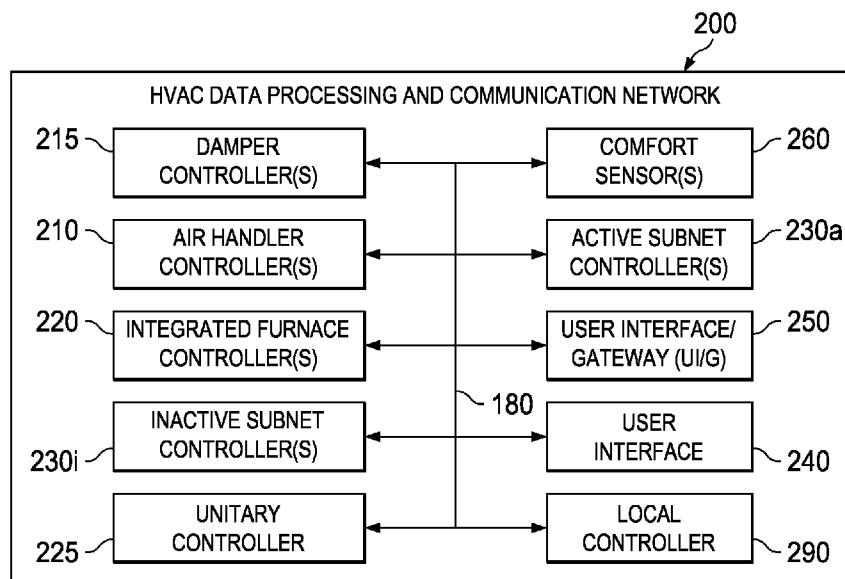 200
HVAC DATA PROCESSING AND COMMUNICATION NETWORK
215
DAMPER
CONTROLLER(S)
COMFORT
SENSOR(S)
260
210
AIR HANDLER
CONTROLLER(S)
ACTIVE SUBNET
CONTROLLER(S)
230a
220
INTEGRATED FURNACE
CONTROLLER(S)
USER INTERFACE/
GATEWAY (UI/G)
250
180
230i
INACTIVE SUBNET
CONTROLLER(S)
USER
INTERFACE
240
225
UNITARY
CONTROLLER
LOCAL
CONTROLLER
290